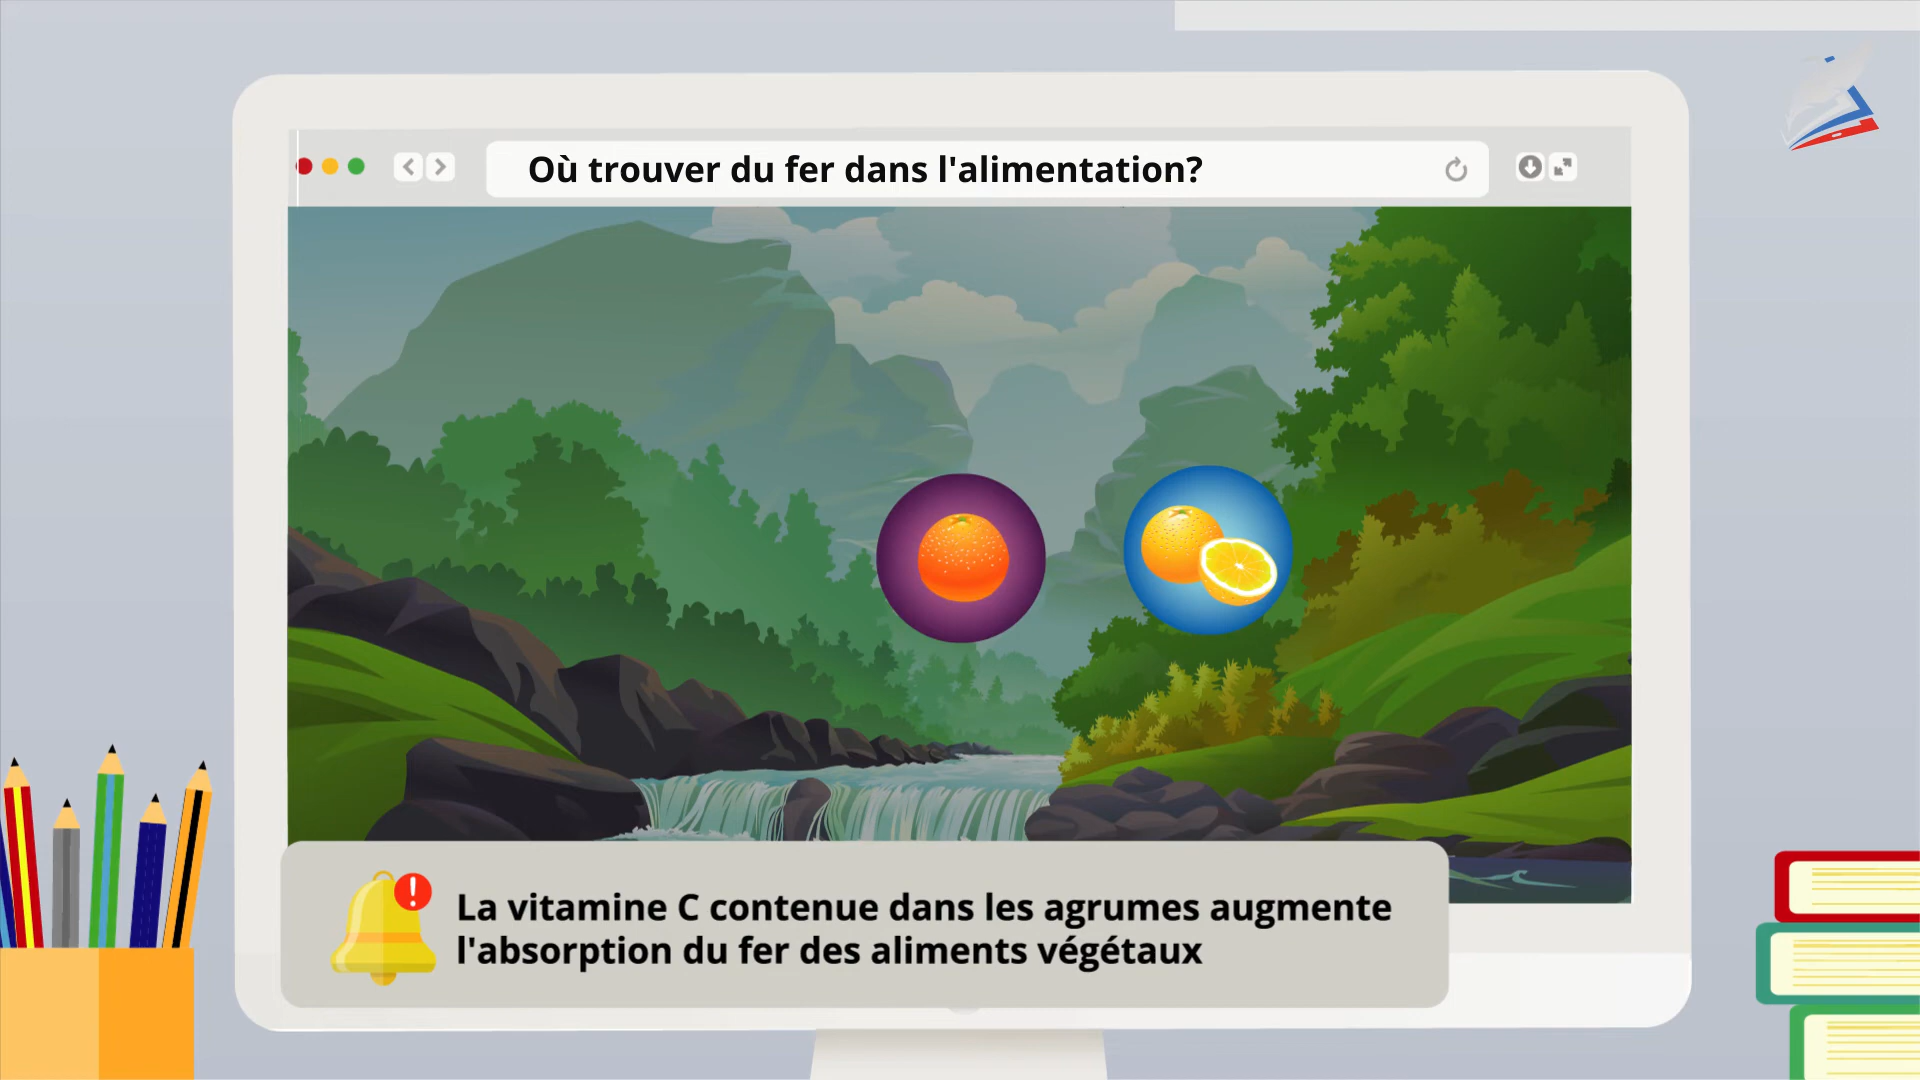 Où trouver du fer dans l'alimentation?
La vitamine C contenue dans les agrumes augmente
l'absorption du fer des aliments végétaux